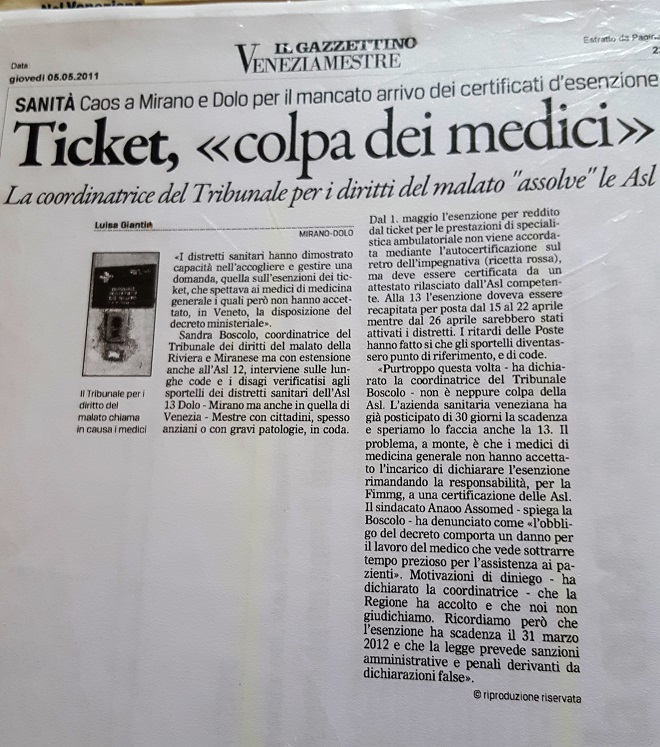 Data
giovedì 05.05.2011
IL GAZZETTINO
VENEZIAMESTRE
Estratto da Pagina
SANITÀ Caos a Mirano e Dolo per il mancato arrivo dei certificati d'esenzione
Ticket, «colpa dei medici»
La coordinatrice del Tribunale per i diritti del malato "assolve" le Asl
Luisa Giantin
MIRANO-DOLO
Il Tribunale per i
diritto del
malato chiama
in causa i medici
«I distretti sanitari hanno dimostrato
capacità nell'accogliere e gestire una
domanda, quella sull'esenzioni dei tic-
ket, che spettava ai medici di medicina
generale i quali però non hanno accet-
tato, in Veneto, la disposizione del
decreto ministeriale».
Sandra Boscolo, coordinatrice del
Tribunale dei diritti del malato della
Riviera e Miranese ma con estensione
anche all'Asl 12, interviene sulle lun-
ghe code e i disagi verificatisi agli
sportelli dei distretti sanitari dell'Asl
13 Dolo - Mirano ma anche in quella di
Venezia - Mestre con cittadini, spesso
anziani o con gravi patologie, in coda.
Dal 1. maggio l'esenzione per reddito
dal ticket per le prestazioni di speciali-
stica ambulatoriale non viene accorda-
ta mediante l'autocertificazione sul
retro dell'impegnativa (ricetta rossa),
ma deve essere certificata da un
attestato rilasciato dall'Asl competen-
te. Alla 13 l'esenzione doveva essere
recapitata per posta dal 15 al 22 aprile
mentre dal 26 aprile sarebbero stati
attivati i distretti. I ritardi delle Poste
hanno fatto sì che gli sportelli diventas-
sero punto di riferimento, e di code.
«Purtroppo questa volta - ha dichia-
rato la coordinatrice del Tribunale
Boscolo - non è neppure colpa della
Asl. L'azienda sanitaria veneziana ha
già posticipato di 30 giorni la scadenza
e speriamo lo faccia anche la 13. Il
problema, a monte, è che i medici di
medicina generale non hanno accetta-
to l'incarico di dichiarare l'esenzione
rimandando la responsabilità, per la
Fimmg, a una certificazione delle Asl.
Il sindacato Anaoo Assomed - spiega la
Boscolo - ha denunciato come «l'obbli-
go del decreto comporta un danno per
il lavoro del medico che vede sottrarre
tempo prezioso per l'assistenza ai pa-
zienti». Motivazioni di diniego - ha
dichiarato la coordinatrice - che la
Regione ha accolto e che noi non
giudichiamo. Ricordiamo però che
l'esenzione ha scadenza il 31 marzo
2012 e che la legge prevede sanzioni
amministrative e penali derivanti da
dichiarazioni false».
© riproduzione riservata